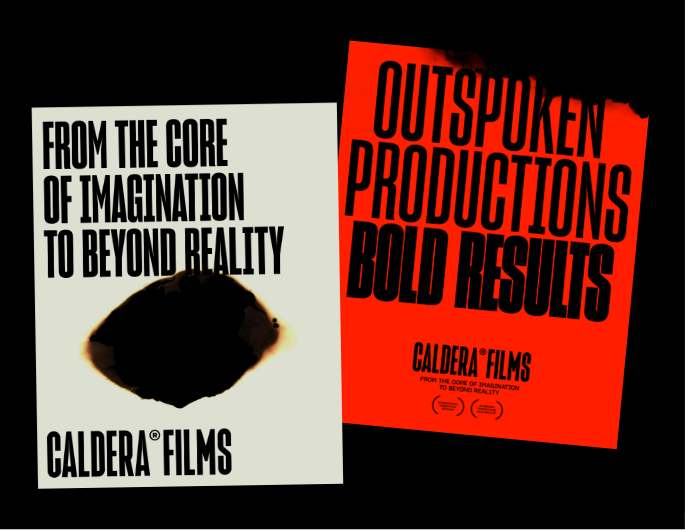 FROM THE CORE
OF IMAGINATION
TO BEYOND REALITY
CALDERA®FILMS
OUTSPOKEN
PRODUCTIONS
BOLD RESULTS
CALDERA®FILMS
FROM THE CORE OF IMAGINATION
TO BEYOND REALITY